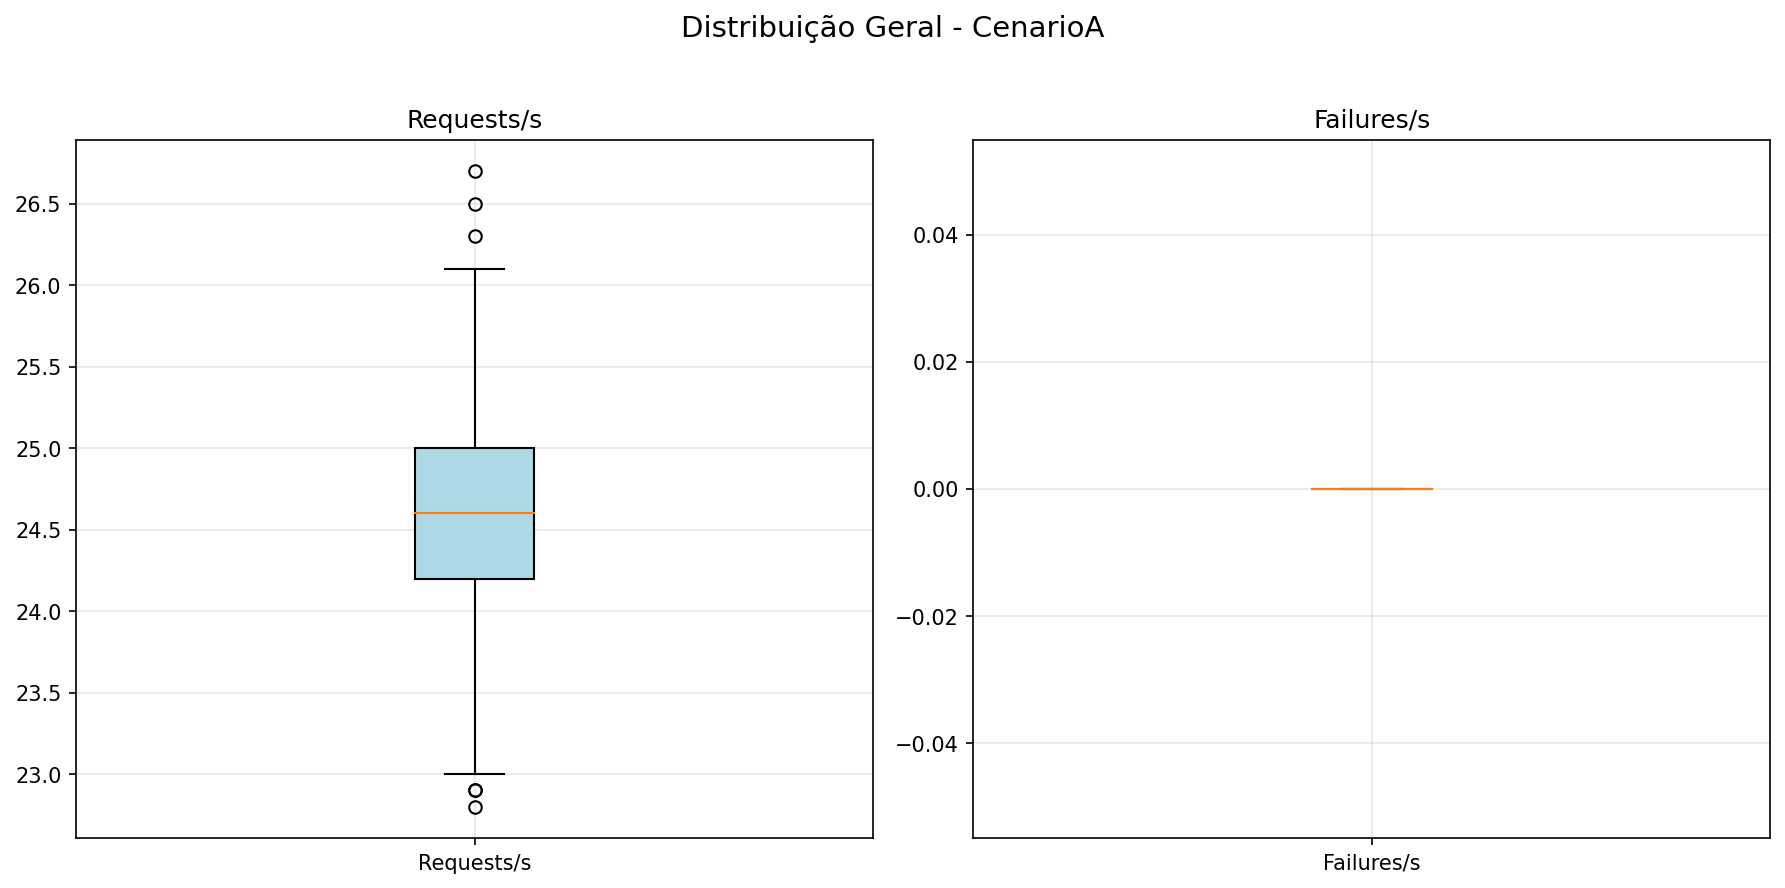 Distribuição Geral - CenarioA
Requests/s
26.5
26.0
25.5
25.0
24.5
24.0
23.5
23.0
Requests/s
Failures/s
0.04
0.02
0.00
−0.02
−0.04
Failures/s